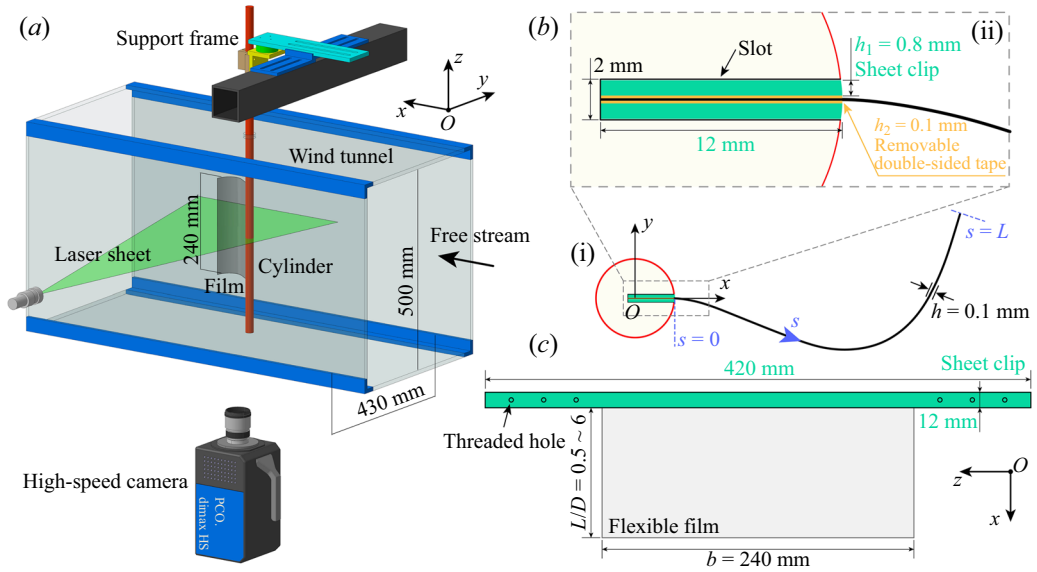 (a)
Support frame
z
y
x
O
Wind tunnel
240 mm
Laser sheet
Cylinder
Film
500 mm
Free stream
430 mm
High-speed camera
PCO.
dimax HS
(b)
(ii)
Slot
h₁ = 0.8 mm
Sheet clip
2 mm
12 mm
h₂ = 0.1 mm
Removable
double-sided tape
(i)
y
x
O
s = 0
s
s = L
h = 0.1 mm
(c)
420 mm
Sheet clip
12 mm
Threaded hole
L/D = 0.5 ~ 6
Flexible film
b = 240 mm
z
O
x